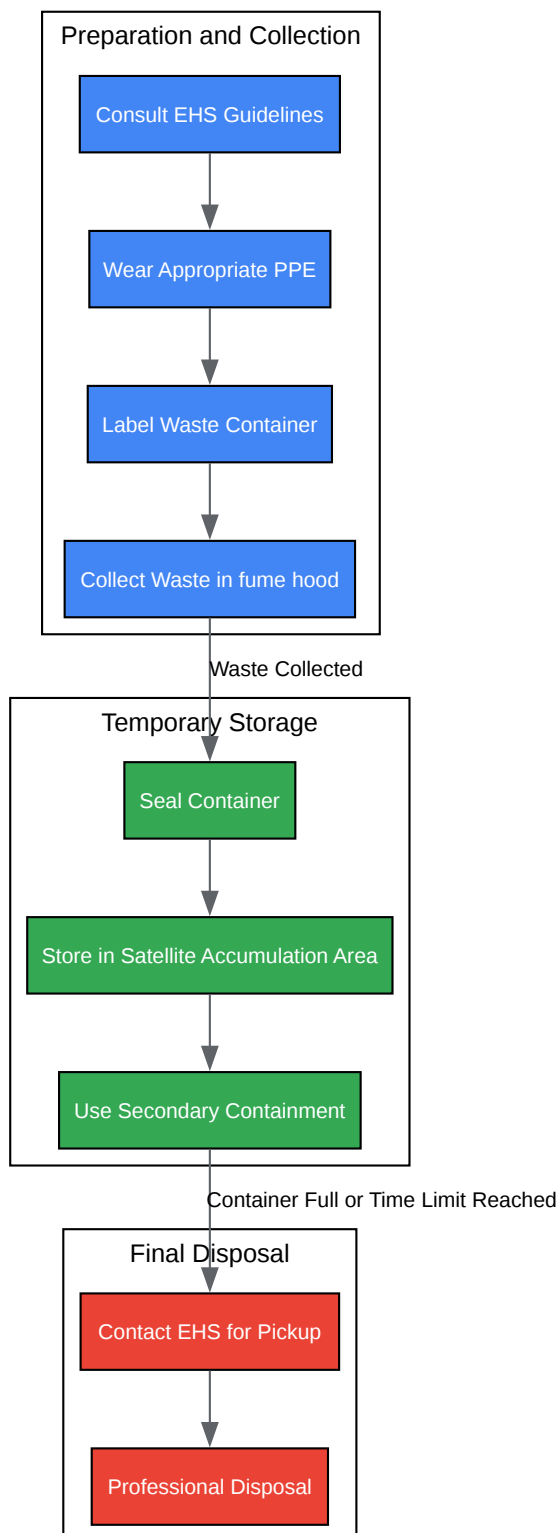 Preparation and Collection
Consult EHS Guidelines
Wear Appropriate PPE
Label Waste Container
Collect Waste in fume hood
Waste Collected
Temporary Storage
Seal Container
Store in Satellite Accumulation Area
Use Secondary Containment
Container Full or Time Limit Reached
Final Disposal
Contact EHS for Pickup
Professional Disposal